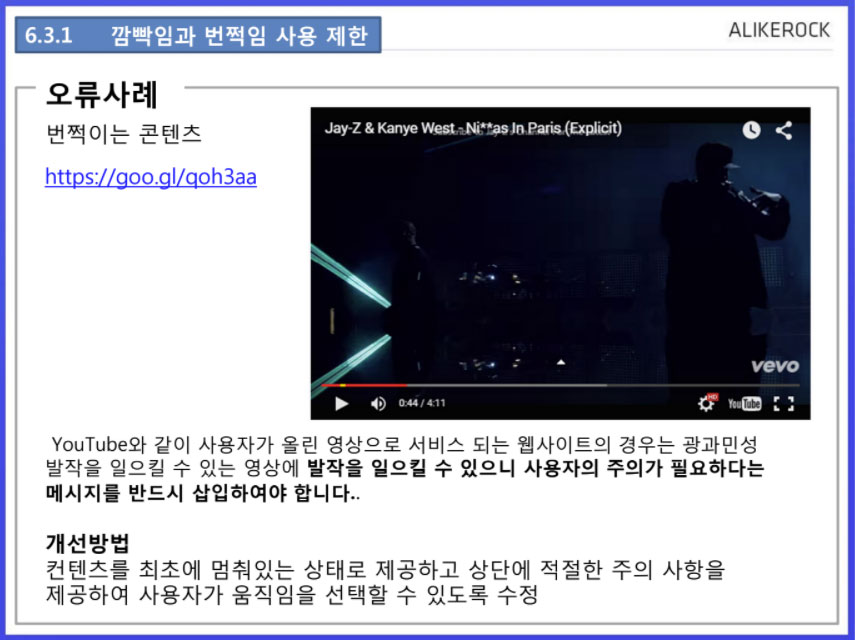 6.3.1 깜빡임과 번쩍임 사용 제한
ALIKEROCK
오류사례
번쩍이는 콘텐츠
https://goo.gl/qoh3aa
Jay-Z & Kanye West - Ni**as In Paris (Explicit)
vevo
0:44 / 4:11
HD
YouTube
YouTube와 같이 사용자가 올린 영상으로 서비스 되는 웹사이트의 경우는 광과민성
발작을 일으킬 수 있는 영상에 발작을 일으킬 수 있으니 사용자의 주의가 필요하다는
메시지를 반드시 삽입하여야 합니다..
개선방법
컨텐츠를 최초에 멈춰있는 상태로 제공하고 상단에 적절한 주의 사항을
제공하여 사용자가 움직임을 선택할 수 있도록 수정